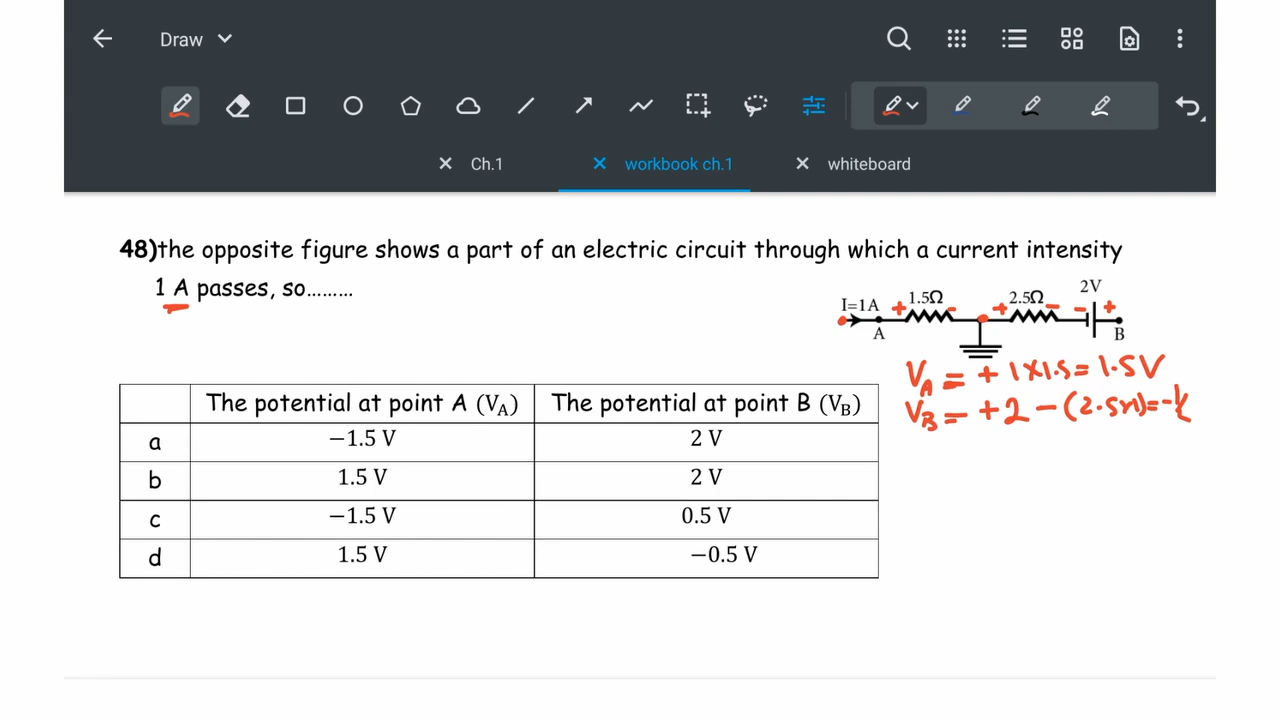 Draw
Ch.1
workbook ch.1
whiteboard
48)the opposite figure shows a part of an electric circuit through which a current intensity
1 A passes, so.........
I=1A + 1.5Ω - + 2.5Ω - 2V - +
A B
V_A = + 1×1.5 = 1.5V
V_B = + 2 - (2.5×1) = -½
The potential at point A (V_A) The potential at point B (V_B)
a −1.5 V 2 V
b 1.5 V 2 V
c −1.5 V 0.5 V
d 1.5 V −0.5 V